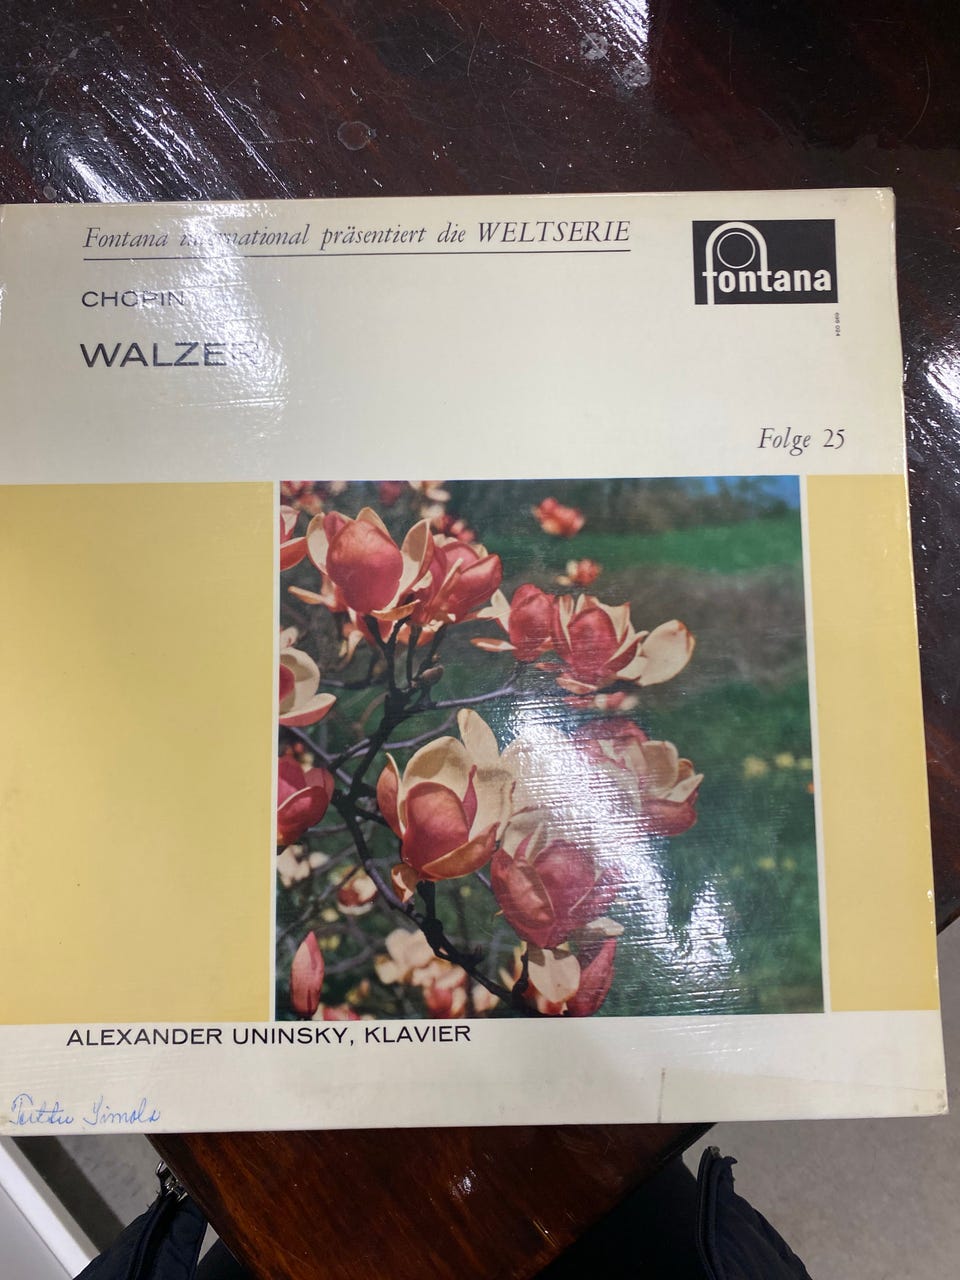 Fontana international präsentiert die WELTSERIE
fontana
CHOPIN
WALZER
Folge 25
ALEXANDER UNINSKY, KLAVIER